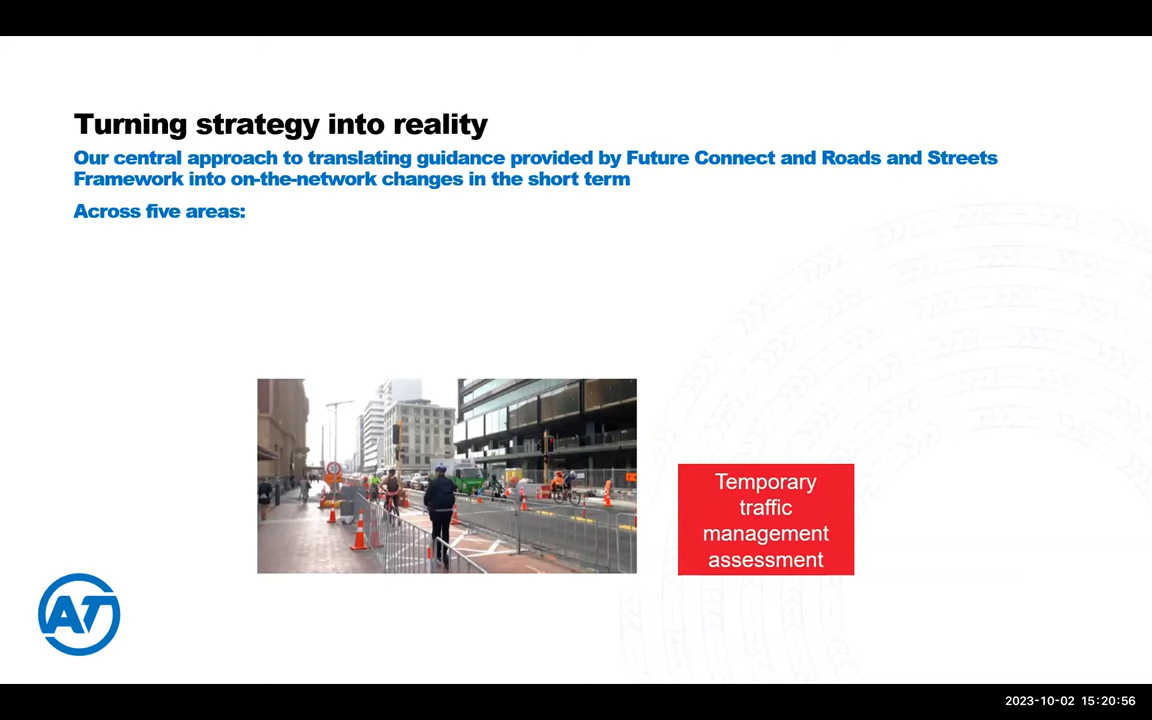 Turning strategy into reality
Our central approach to translating guidance provided by Future Connect and Roads and Streets
Framework into on-the-network changes in the short term
Across five areas:
Temporary
traffic
management
assessment
AT
2023-10-02 15:20:56